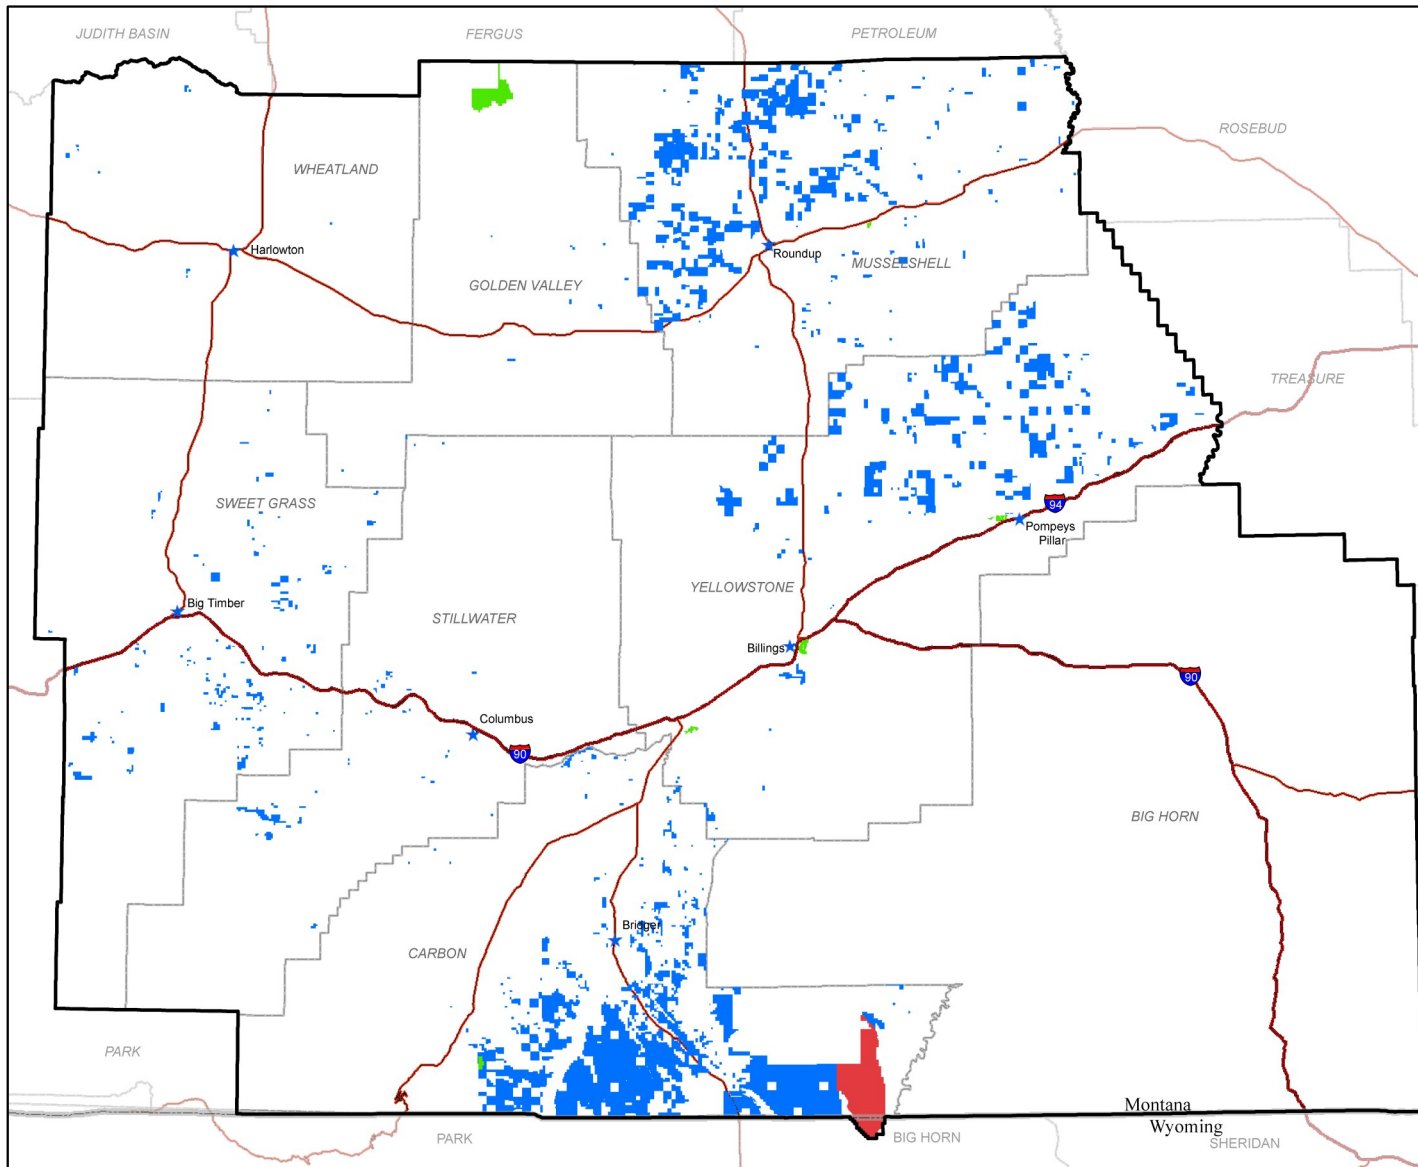 JUDITH BASIN
FERGUS
PETROLEUM
ROSEBUD
WHEATLAND
Harlowton
Roundup
MUSSELSHELL
GOLDEN VALLEY
TREASURE
SWEET GRASS
94
Pompeys
Pillar
YELLOWSTONE
Big Timber
STILLWATER
Billings
90
Columbus
90
BIG HORN
Bridger
CARBON
PARK
Montana
Wyoming
PARK
BIG HORN
SHERIDAN